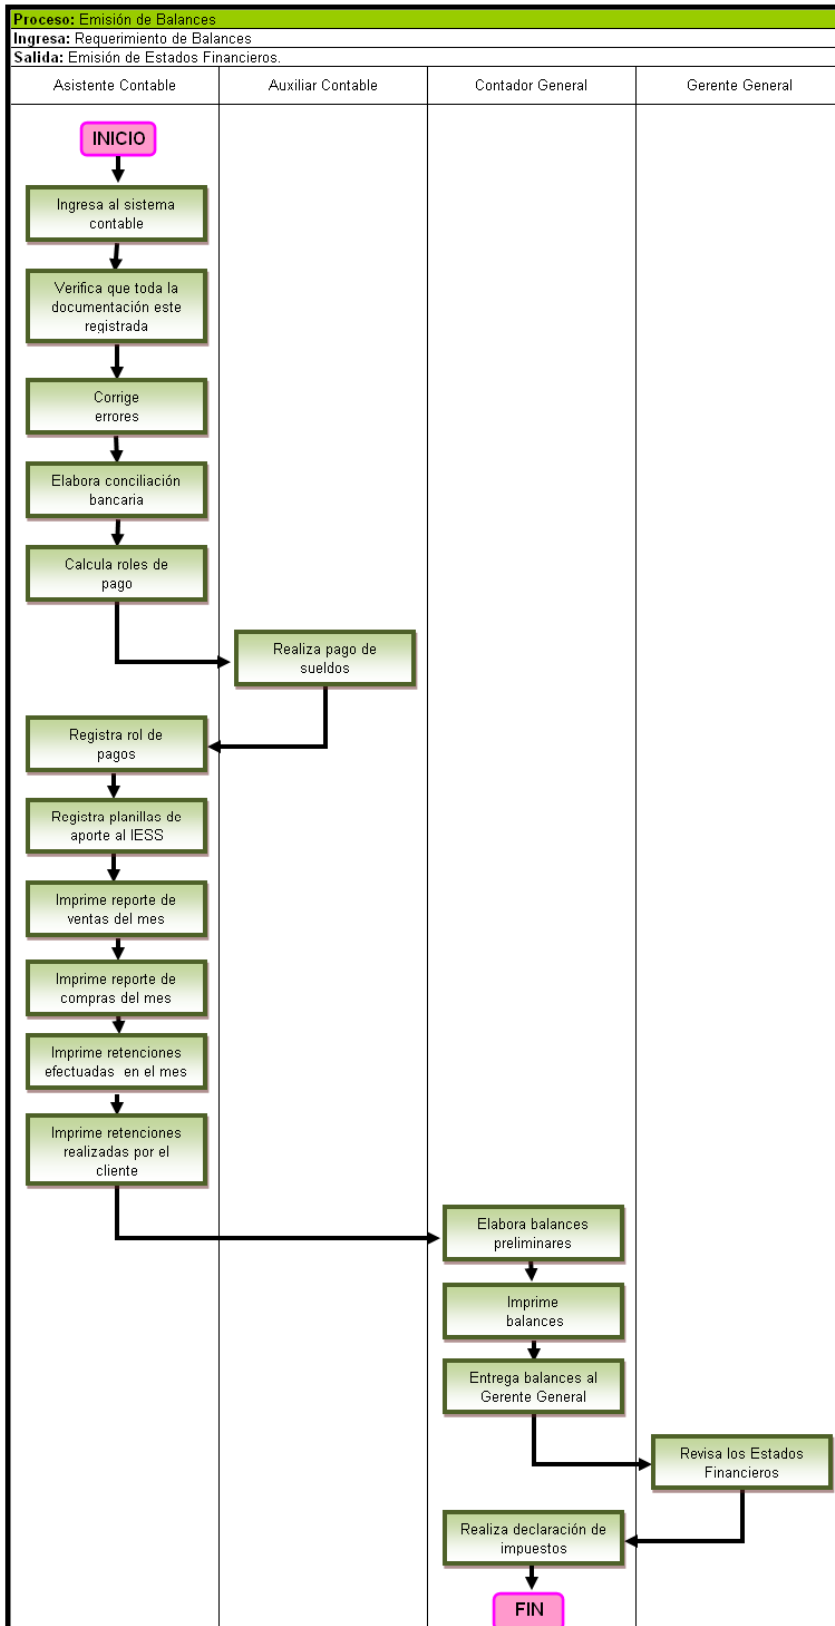 Proceso: Emisión de Balances
Ingresa: Requerimiento de Balances
Salida: Emisión de Estados Financieros.
Asistente Contable
Auxiliar Contable
Contador General
Gerente General
INICIO
Ingresa al sistema
contable
Verifica que toda la
documentación este
registrada
Corrige
errores
Elabora conciliación
bancaria
Calcula roles de
pago
Realiza pago de
sueldos
Registra rol de
pagos
Registra planillas de
aporte al IESS
Imprime reporte de
ventas del mes
Imprime reporte de
compras del mes
Imprime retenciones
efectuadas en el mes
Imprime retenciones
realizadas por el
cliente
Elabora balances
preliminares
Imprime
balances
Entrega balances al
Gerente General
Revisa los Estados
Financieros
Realiza declaración de
impuestos
FIN